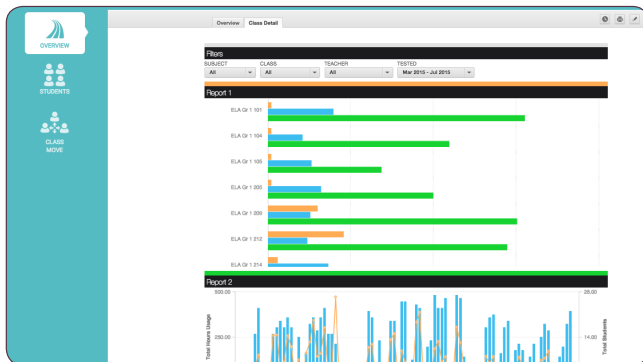 Overview Class Detail
OVERVIEW
STUDENTS
CLASS
MOVE
Filters
SUBJECT CLASS TEACHER TESTED
All All All Mar 2015 - Jul 2015
Report 1
ELA Gr 1 101
ELA Gr 1 104
ELA Gr 1 105
ELA Gr 1 206
ELA Gr 1 209
ELA Gr 1 212
ELA Gr 1 214
Report 2
500.00 28.00
Total Hours Usage
250.00 14.00
Total Students